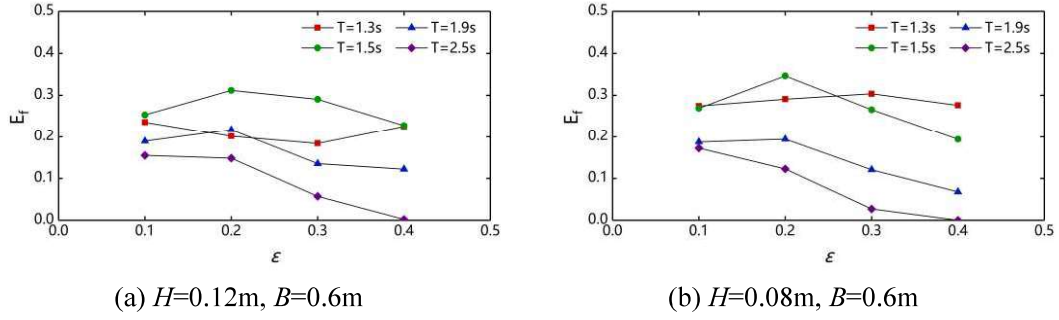 0.5
T=1.3s T=1.9s
T=1.5s T=2.5s
0.4
0.3
E_f
0.2
0.1
0.0
0.0 0.1 0.2 0.3 0.4 0.5
ε
(a) H=0.12m, B=0.6m
0.5
T=1.3s T=1.9s
T=1.5s T=2.5s
0.4
0.3
E_f
0.2
0.1
0.0
0.0 0.1 0.2 0.3 0.4 0.5
ε
(b) H=0.08m, B=0.6m